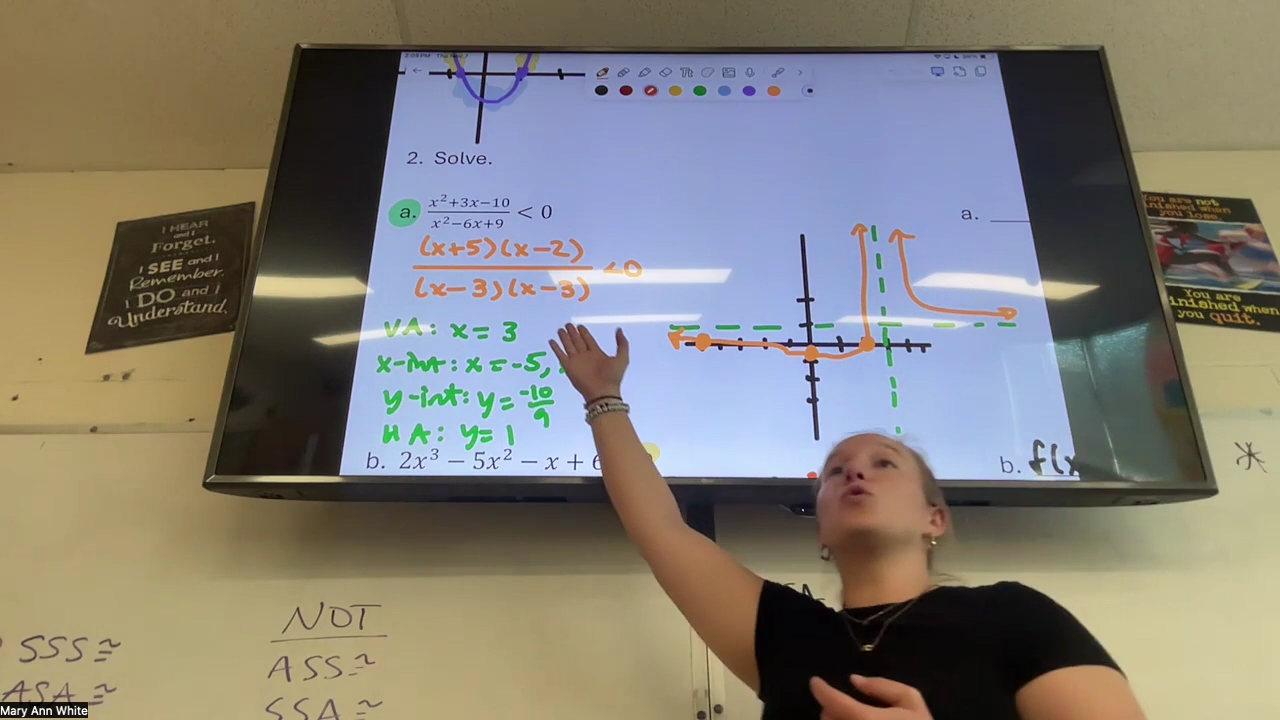 2. Solve.
a. x²+3x−10 / x²−6x+9 < 0
a.
(x+5)(x−2) / (x−3)(x−3) <0
VA: x=3
x-int: x=-5,
y-int: y= -10/9
HA: y=1
b. 2x³ − 5x² − x + 6
b. f(x
I HEAR
and I
Forget.
I SEE and I
Remember.
I DO and I
Understand.
You are not
finished when
you lose.
You are
finished when
you quit.
NOT
SSS≅
ASS≅
ASA≅
SSA≅
Mary Ann White